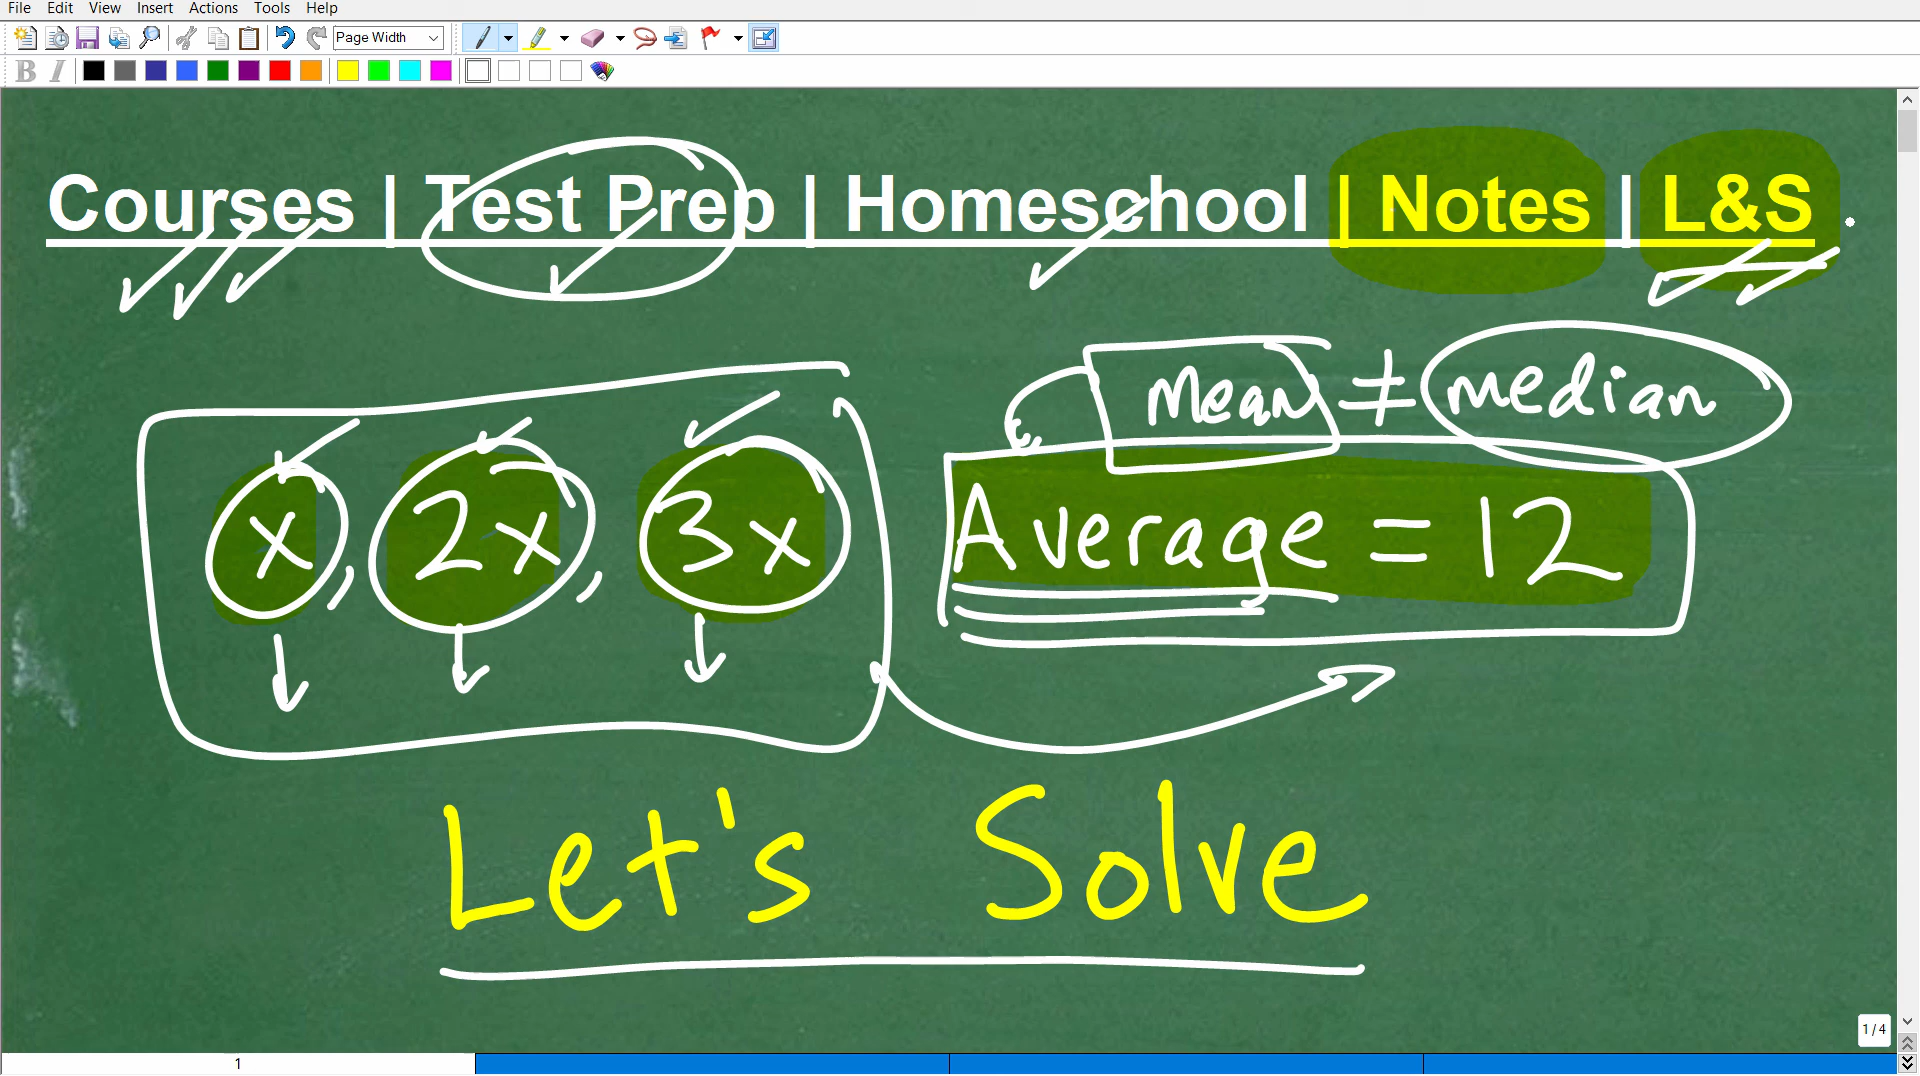 File Edit View Insert Actions Tools Help
Page Width
B I
Courses | Test Prep | Homeschool | Notes | L&S .
Mean ≠ median
x, 2x, 3x Average = 12
Let's Solve
1 / 4
1